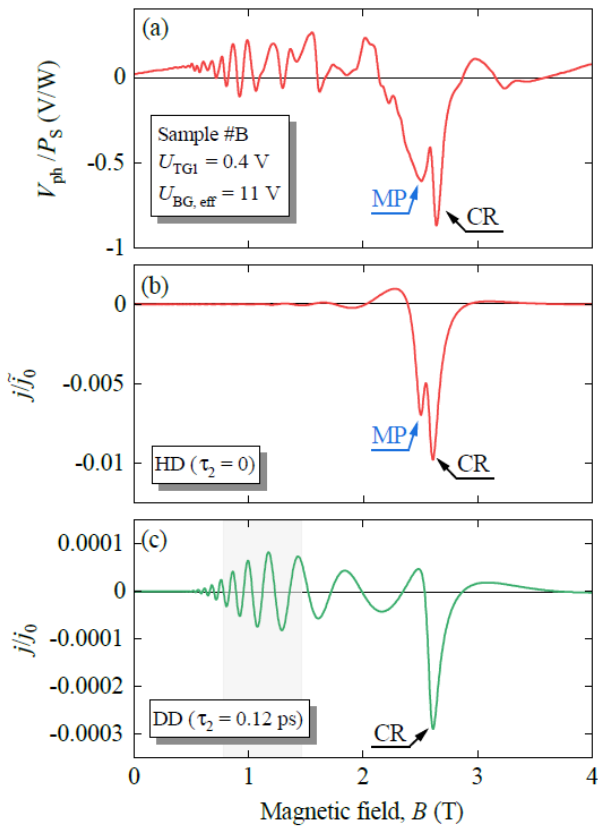 (a)
V_ph / P_S (V/W)
0
-0.5
-1
Sample #B
U_TG1 = 0.4 V
U_BG, eff = 11 V
MP
CR
(b)
j/j̃_0
0
-0.005
-0.01
MP
CR
HD (τ_2 = 0)
(c)
j/j̃_0
0.0001
0
-0.0001
-0.0002
-0.0003
CR
DD (τ_2 = 0.12 ps)
0 1 2 3 4
Magnetic field, B (T)